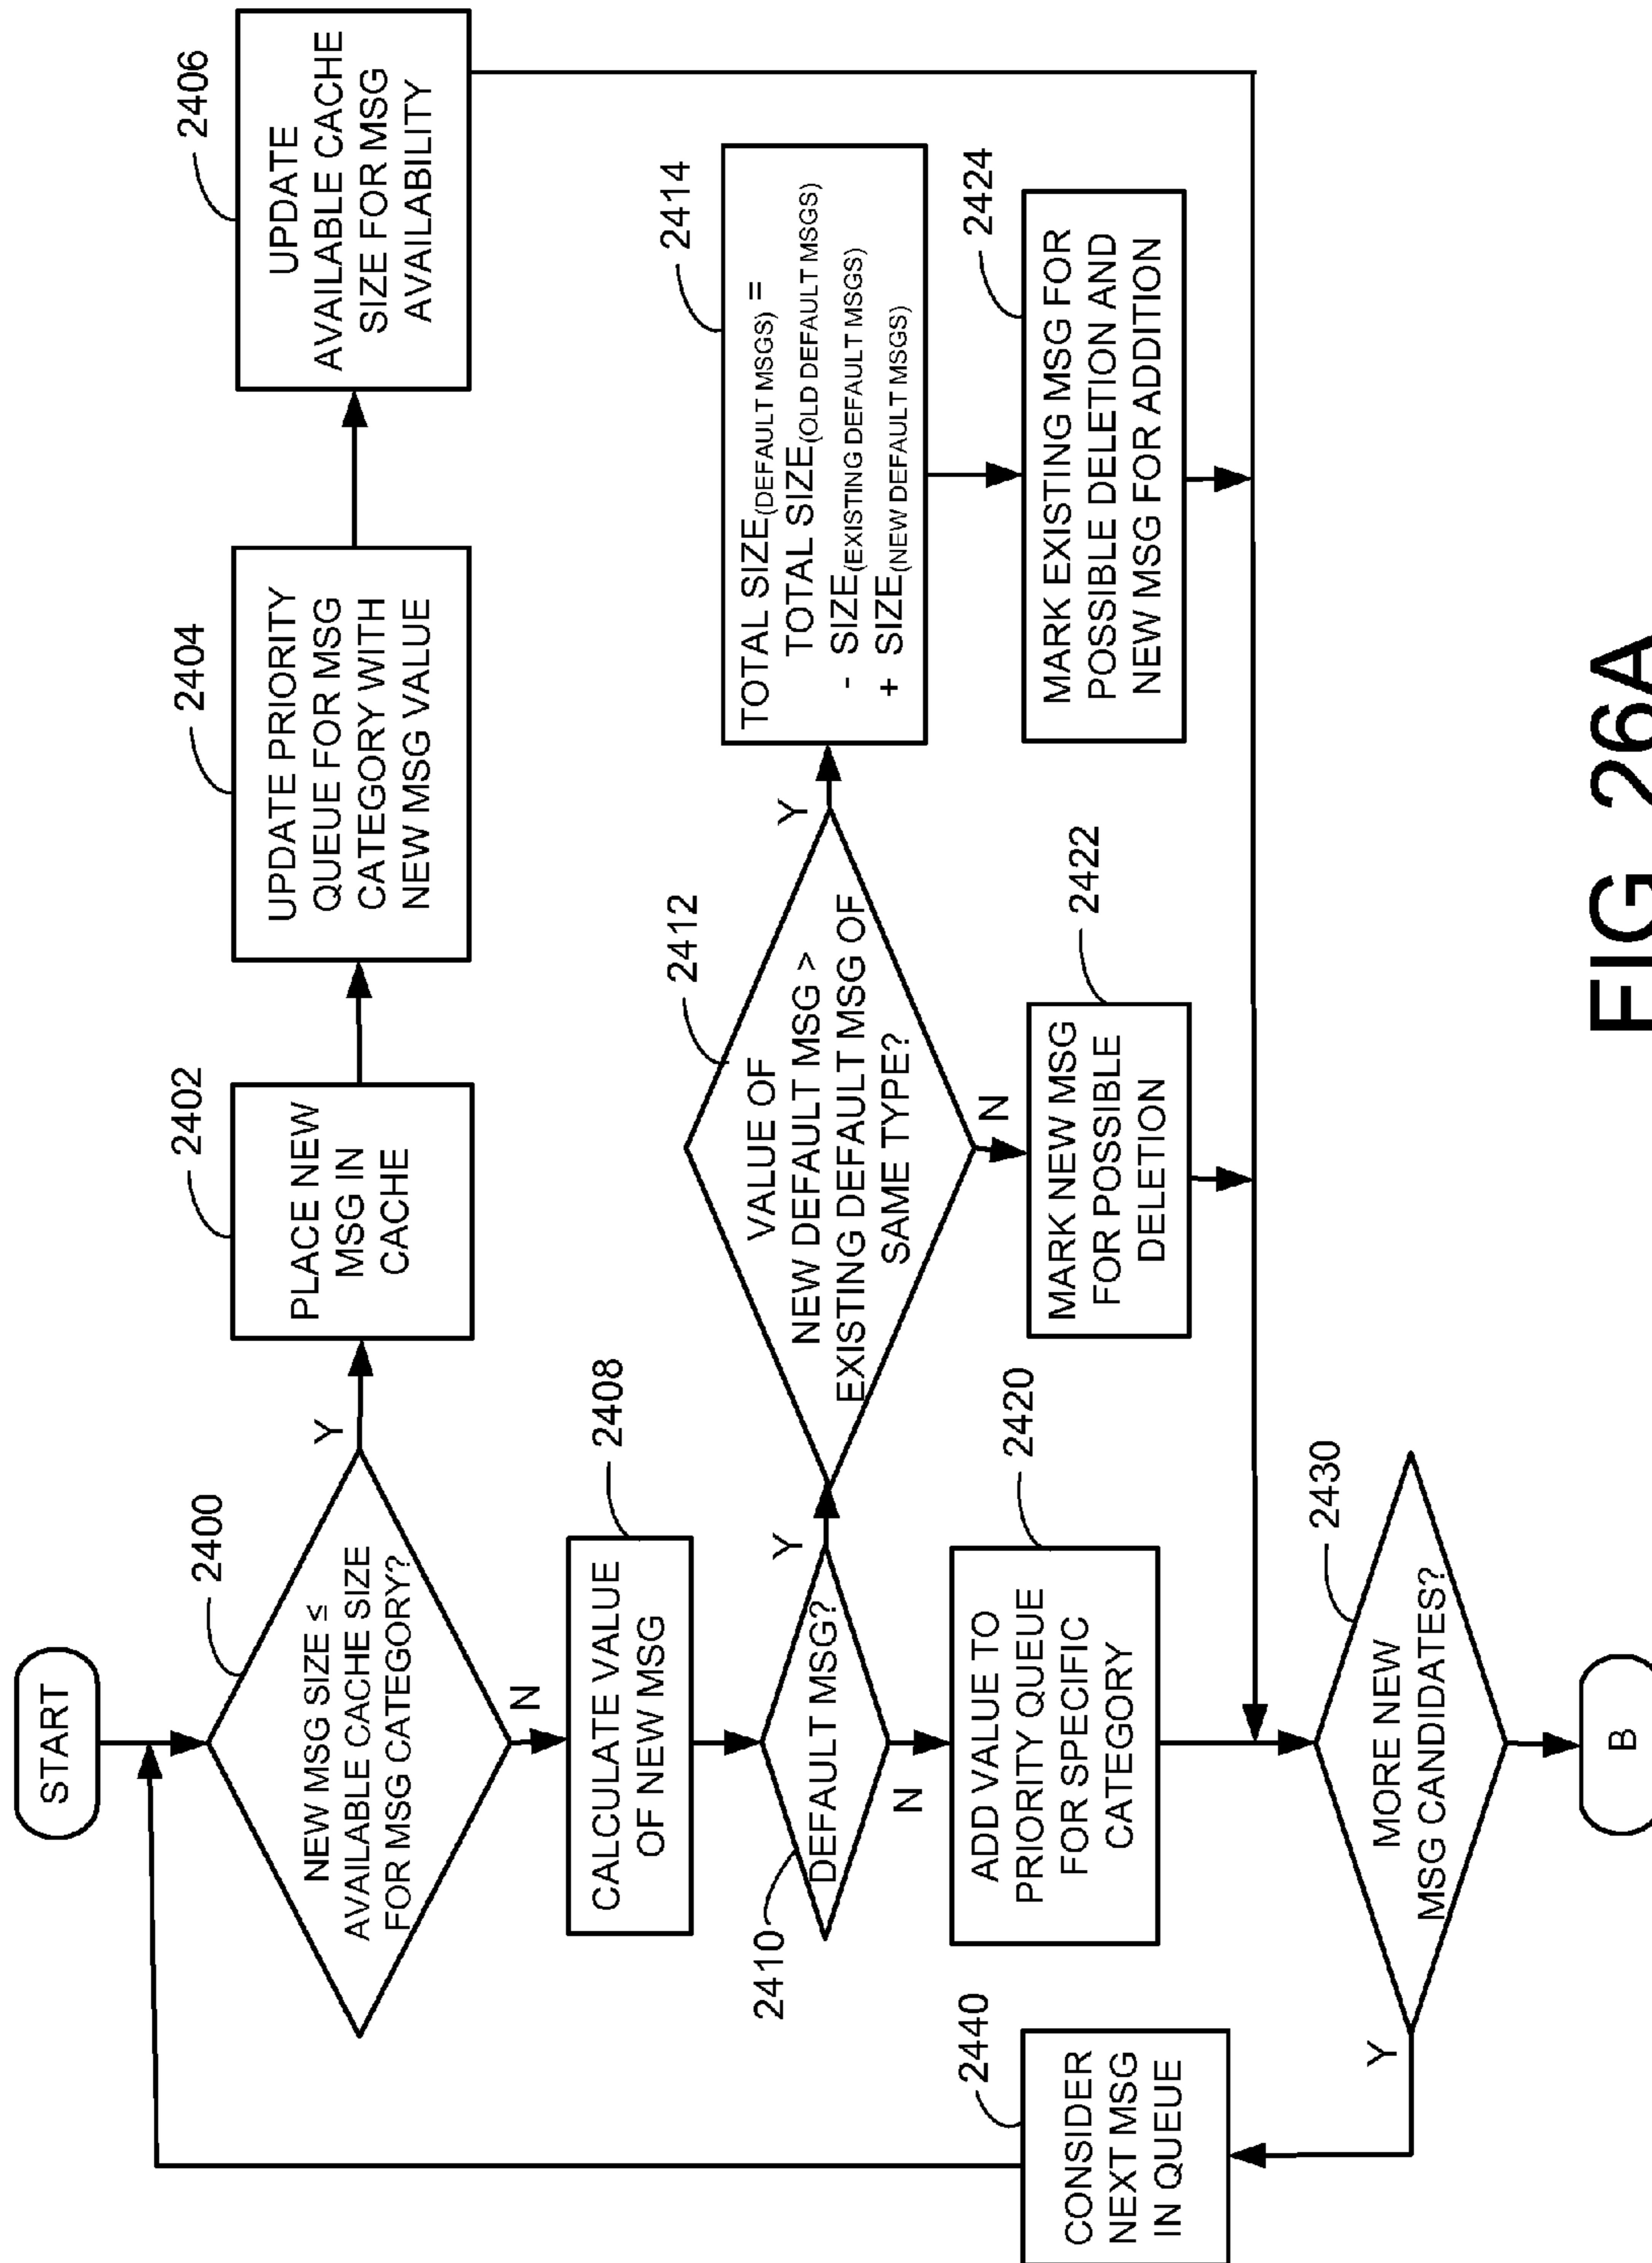 START
2400
NEW MSG SIZE ≤
AVAILABLE CACHE SIZE
FOR MSG CATEGORY?
Y
N
2402
PLACE NEW
MSG IN
CACHE
2404
UPDATE PRIORITY
QUEUE FOR MSG
CATEGORY WITH
NEW MSG VALUE
2406
UPDATE
AVAILABLE CACHE
SIZE FOR MSG
AVAILABILITY
2408
CALCULATE VALUE
OF NEW MSG
2410
DEFAULT MSG?
Y
N
2412
VALUE OF
NEW DEFAULT MSG >
EXISTING DEFAULT MSG OF
SAME TYPE?
Y
N
2414
TOTAL SIZE(DEFAULT MSGS) =
TOTAL SIZE(OLD DEFAULT MSGS)
- SIZE(EXISTING DEFAULT MSGS)
+ SIZE(NEW DEFAULT MSGS)
2420
ADD VALUE TO
PRIORITY QUEUE
FOR SPECIFIC
CATEGORY
2422
MARK NEW MSG
FOR POSSIBLE
DELETION
2424
MARK EXISTING MSG FOR
POSSIBLE DELETION AND
NEW MSG FOR ADDITION
2430
MORE NEW
MSG CANDIDATES?
Y
2440
CONSIDER
NEXT MSG
IN QUEUE
B
FIG 26A